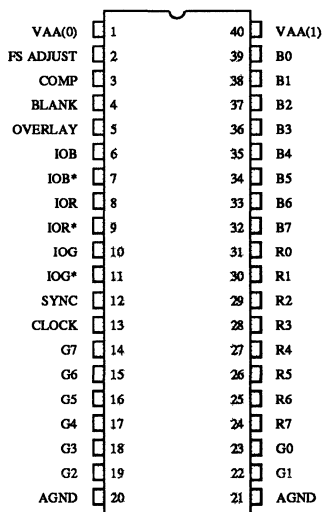 VAA(0) 1 40 VAA(1)
FS ADJUST 2 39 B0
COMP 3 38 B1
BLANK 4 37 B2
OVERLAY 5 36 B3
IOB 6 35 B4
IOB* 7 34 B5
IOR 8 33 B6
IOR* 9 32 B7
IOG 10 31 R0
IOG* 11 30 R1
SYNC 12 29 R2
CLOCK 13 28 R3
G7 14 27 R4
G6 15 26 R5
G5 16 25 R6
G4 17 24 R7
G3 18 23 G0
G2 19 22 G1
AGND 20 21 AGND